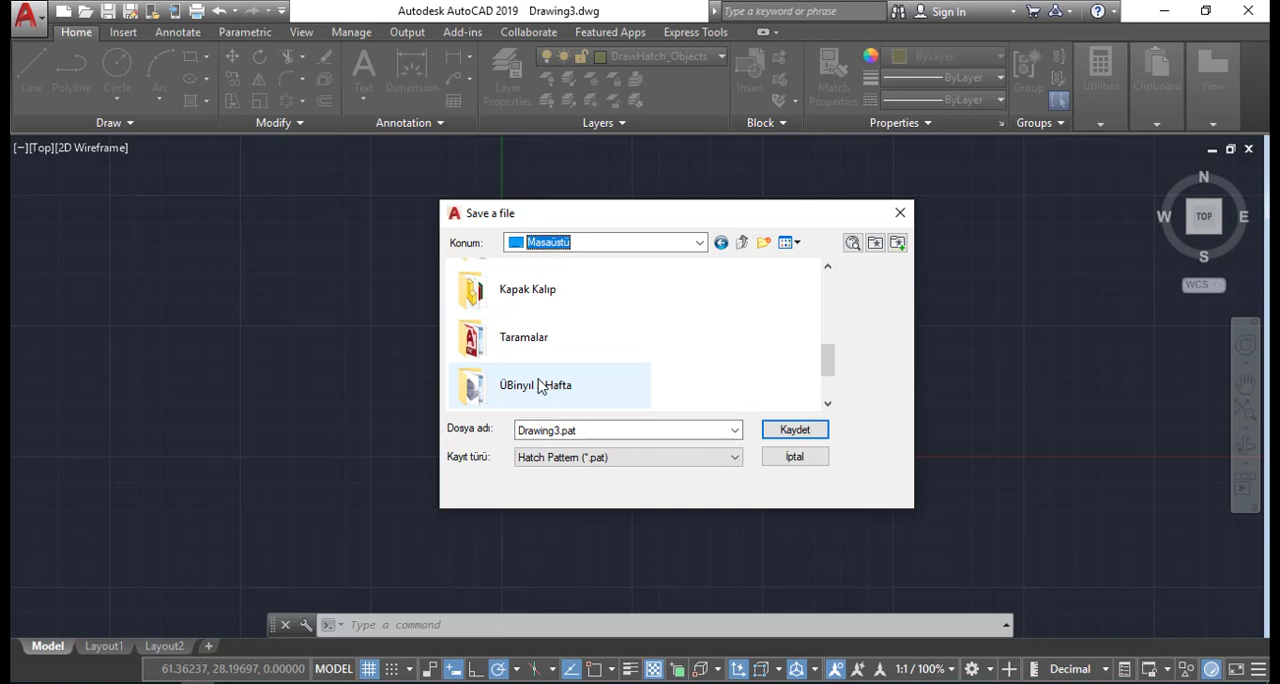 Autodesk AutoCAD 2019 Drawing3.dwg
Type a keyword or phrase
Sign In
Home Insert Annotate Parametric View Manage Output Add-ins Collaborate Featured Apps Express Tools
Line Polyline Circle Arc
Text Dimension
Layer Properties
DrawHatch_Objects
Insert
Match Properties
ByLayer
ByLayer
ByLayer
Group
Utilities
Clipboard
View
Draw Modify Annotation Layers Block Properties Groups
[−][Top][2D Wireframe]
N
W TOP E
S
WCS
Save a file
Konum: Masaüstü
Kapak Kalıp
Taramalar
ÜBinyıl Hafta
Dosya adı: Drawing3.pat Kaydet
Kayıt türü: Hatch Pattern (*.pat) İptal
Type a command
Model Layout1 Layout2 +
61.36237, 28.19697, 0.00000 MODEL 1:1 / 100% Decimal